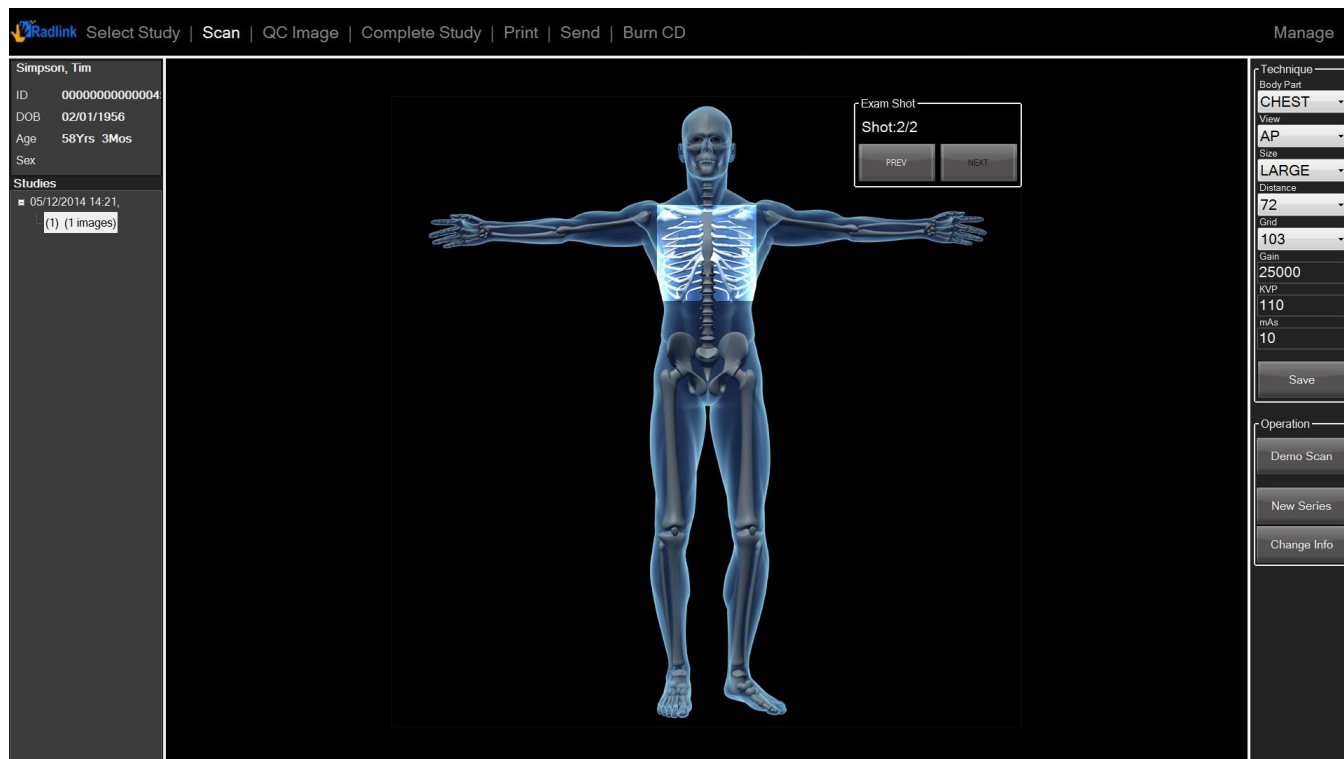 Radlink Select Study | Scan | QC Image | Complete Study | Print | Send | Burn CD Manage
Simpson, Tim
ID 00000000000004
DOB 02/01/1956
Age 58Yrs 3Mos
Sex
Studies
05/12/2014 14:21,
(1) (1 images)
Exam Shot
Shot:2/2
PREV NEXT
Technique
Body Part
CHEST
View
AP
Size
LARGE
Distance
72
Grid
103
Gain
25000
KVP
110
mAs
10
Save
Operation
Demo Scan
New Series
Change Info